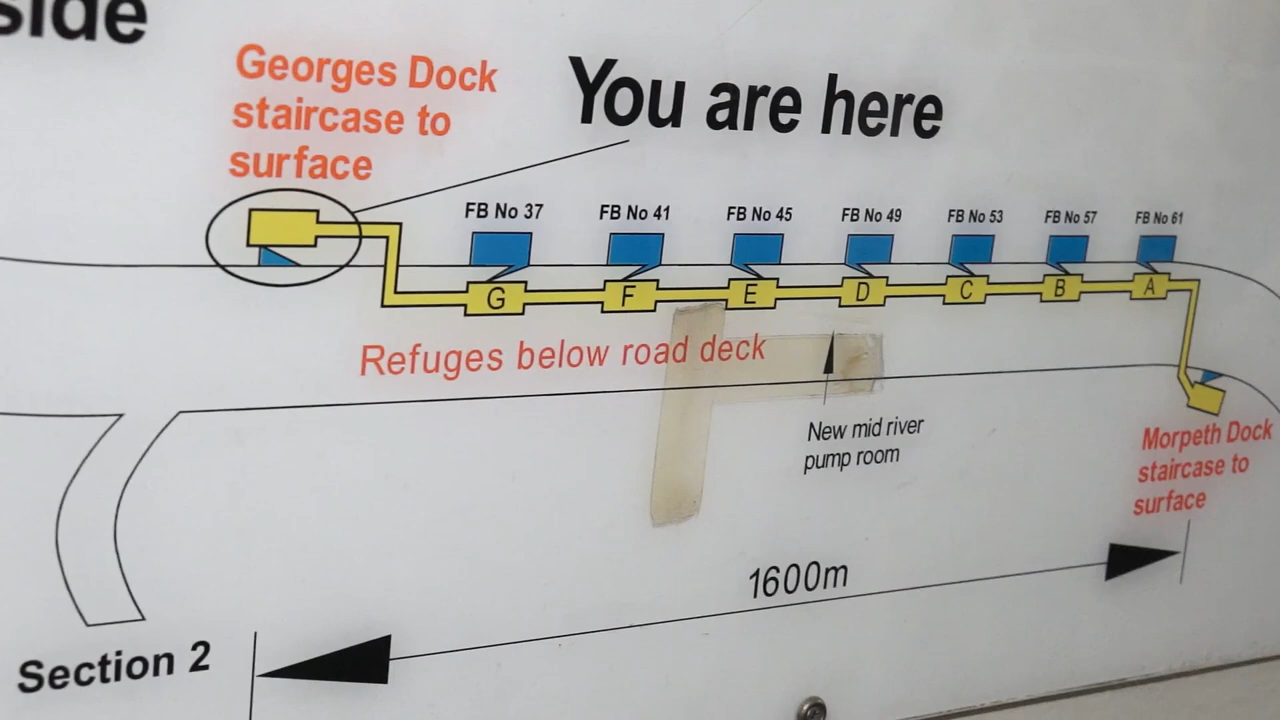 side
Georges Dock
staircase to
surface
You are here
FB No 37
FB No 41
FB No 45
FB No 49
FB No 53
FB No 57
FB No 61
G
F
E
D
C
B
A
Refuges below road deck
New mid river
pump room
Morpeth Dock
staircase to
surface
1600m
Section 2